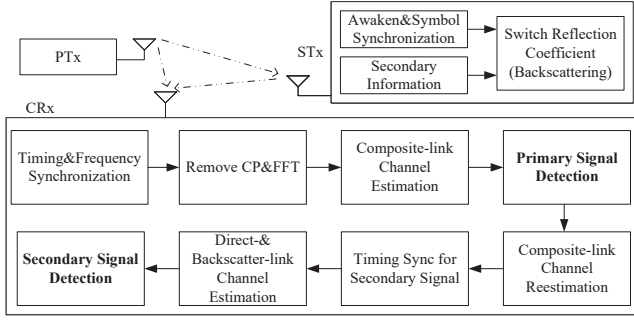 PTx
STx
Awaken&Symbol
Synchronization
Secondary
Information
Switch Reflection
Coefficient
(Backscattering)
CRx
Timing&Frequency
Synchronization
Remove CP&FFT
Composite-link
Channel
Estimation
Primary Signal
Detection
Secondary Signal
Detection
Direct-&
Backscatter-link
Channel
Estimation
Timing Sync for
Secondary Signal
Composite-link
Channel
Reestimation